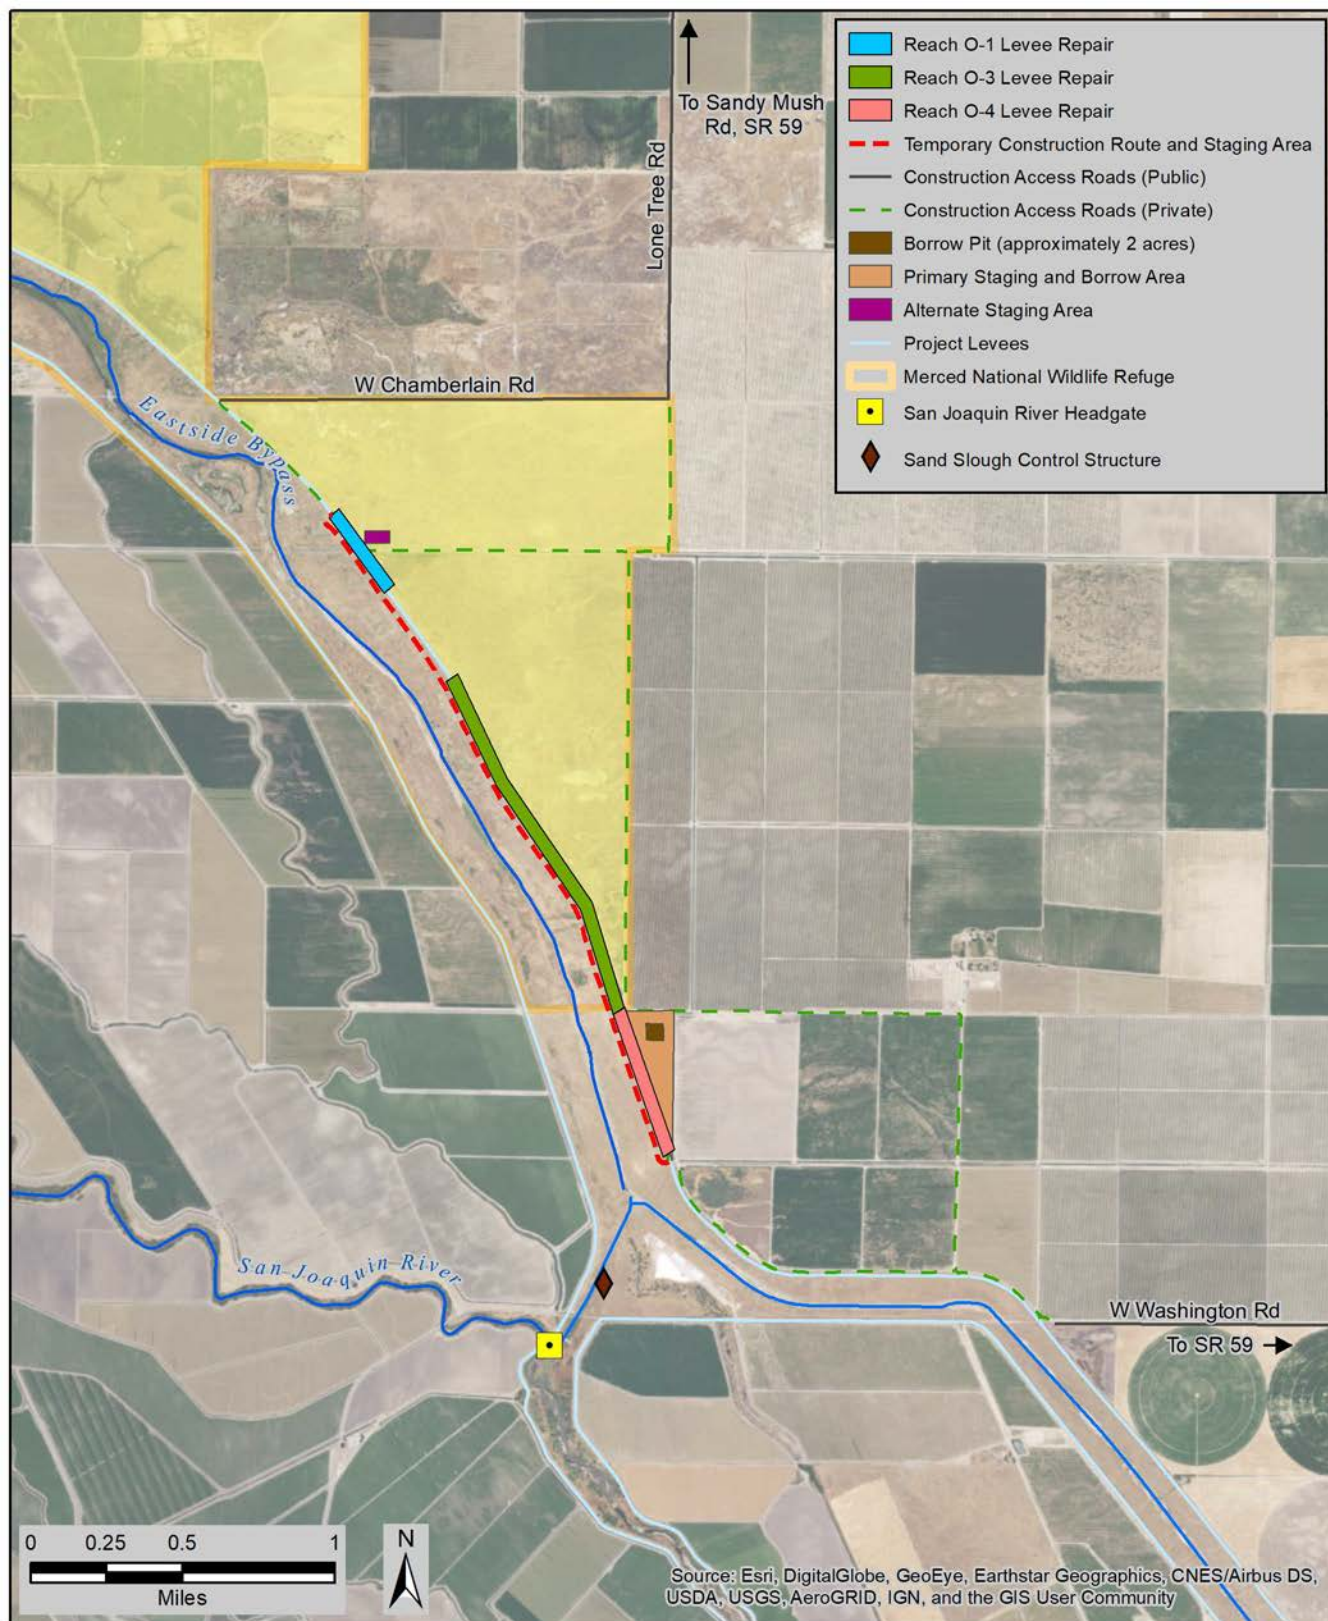 Reach O-1 Levee Repair
Reach O-3 Levee Repair
Reach O-4 Levee Repair
Temporary Construction Route and Staging Area
Construction Access Roads (Public)
Construction Access Roads (Private)
Borrow Pit (approximately 2 acres)
Primary Staging and Borrow Area
Alternate Staging Area
Project Levees
Merced National Wildlife Refuge
San Joaquin River Headgate
Sand Slough Control Structure
To Sandy Mush
Rd, SR 59
Lone Tree Rd
W Chamberlain Rd
Eastside Bypass
San Joaquin River
W Washington Rd
To SR 59
0 0.25 0.5 1
Miles
N
Source: Esri, DigitalGlobe, GeoEye, Earthstar Geographics, CNES/Airbus DS,
USDA, USGS, AeroGRID, IGN, and the GIS User Community